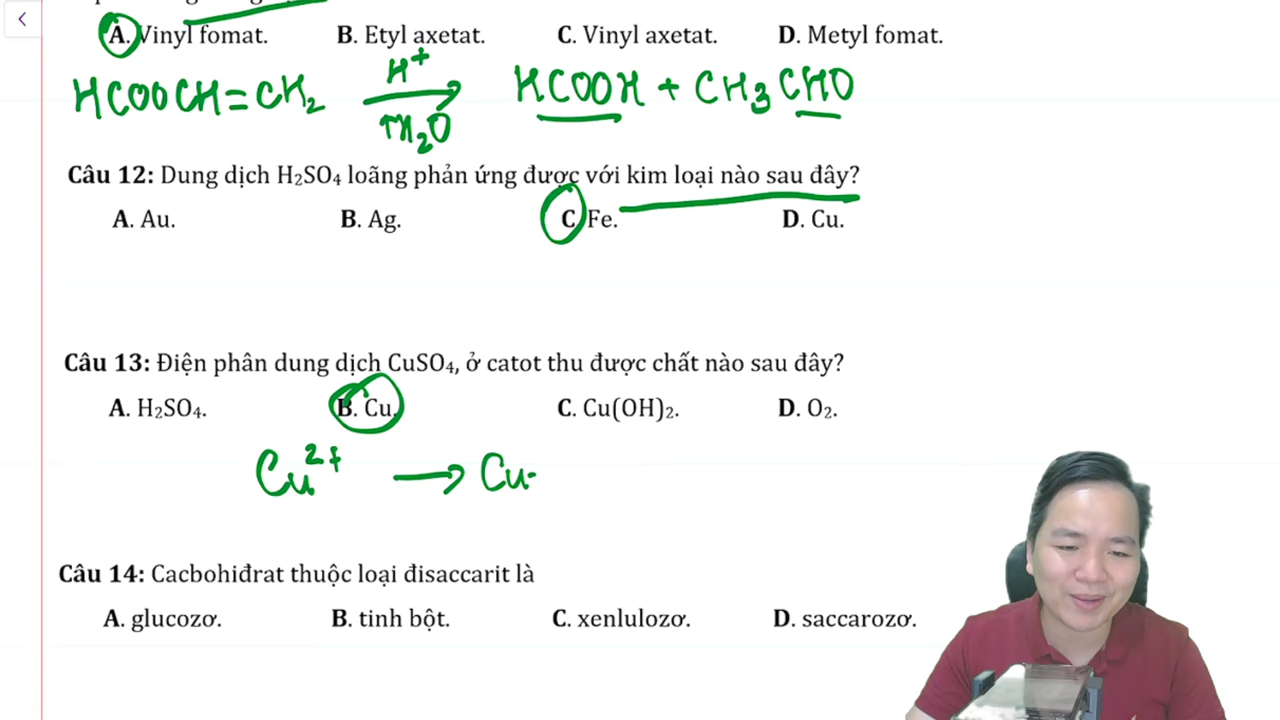 A. Vinyl fomat. B. Etyl axetat. C. Vinyl axetat. D. Metyl fomat.
HCOOCH=CH2 H+ HCOOH + CH3CHO
H2O
Câu 12: Dung dịch H2SO4 loãng phản ứng được với kim loại nào sau đây?
A. Au. B. Ag. C Fe. D. Cu.
Câu 13: Điện phân dung dịch CuSO4, ở catot thu được chất nào sau đây?
A. H2SO4. B. Cu. C. Cu(OH)2. D. O2.
Cu2+ → Cu
Câu 14: Cacbohiđrat thuộc loại đisaccarit là
A. glucozơ. B. tinh bột. C. xenlulozơ. D. saccarozơ.